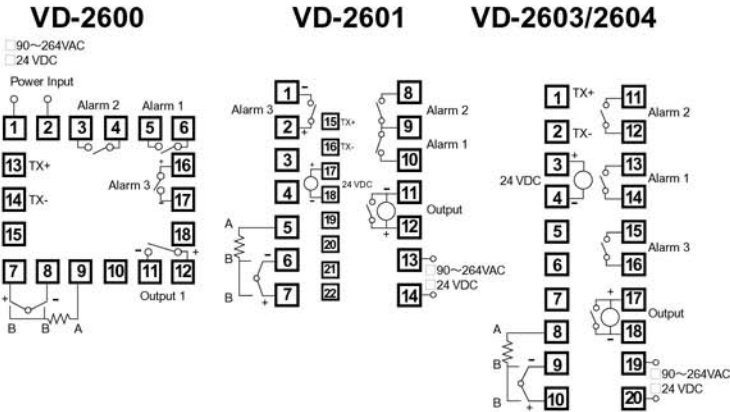 VD-2600
□90～264VAC
□24 VDC
Power Input
Alarm 2 Alarm 1
1 2 3 4 5 6
13 TX+
+ 16
14 TX-
Alarm 3
- 17
15
18
- +
7 8 9 10 11 12
+ -
Output 1
B B A
VD-2601
1 - 8
Alarm 3 Alarm 2
2 + 15 TX+ 9
16 TX- Alarm 1
3 + 17 10
24 VDC
4 - 18 - 11
Output
A 5 19 + 12
B - 6 20 13
□90～264VAC
21
□24 VDC
B + 7 22 14
VD-2603/2604
1 TX+ 11
Alarm 2
2 TX- 12
3 + 13
24 VDC Alarm 1
4 - 14
5 15
Alarm 3
6 16
7 + 17
Output
A 8 - 18
B - 9 19
□90～264VAC
□24 VDC
B + 10 20